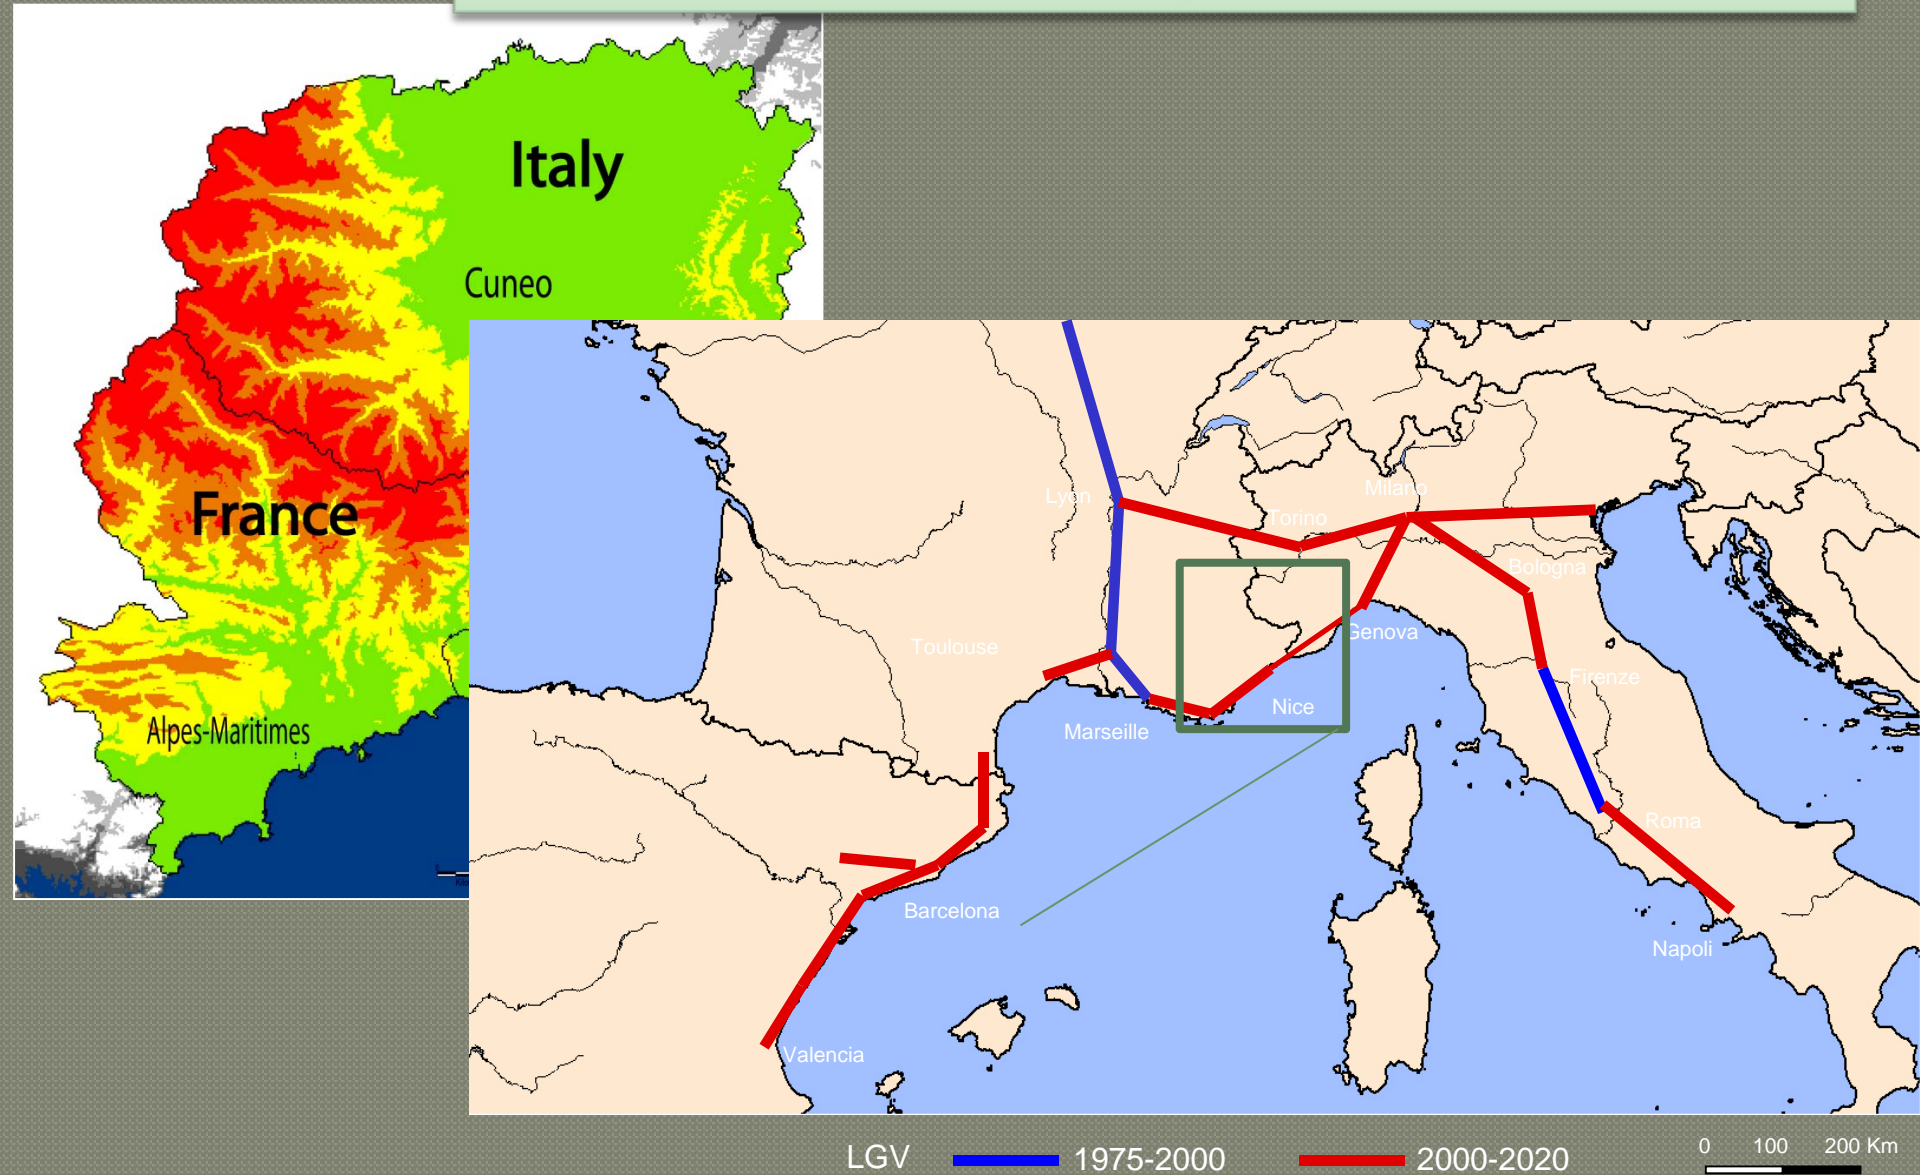 Italy
Cuneo
France
Alpes-Maritimes
Lyon
Milano
Torino
Bologna
Genova
Toulouse
Firenze
Nice
Marseille
Roma
Barcelona
Napoli
Valencia
LGV 1975-2000 2000-2020
0 100 200 Km